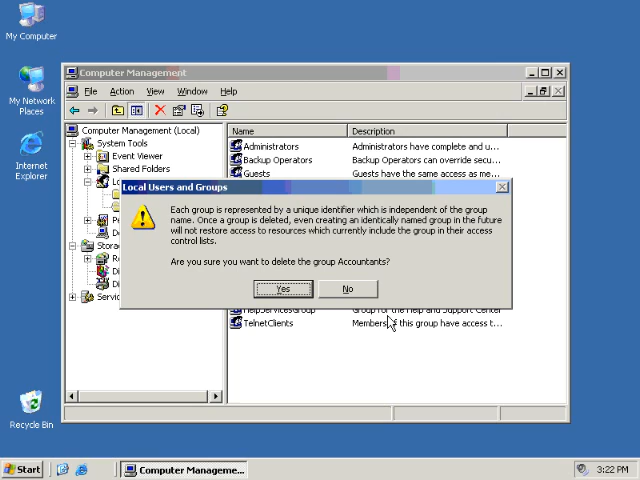 My Computer
My Network
Places
Internet
Explorer
Recycle Bin
Computer Management
File Action View Window Help
Computer Management (Local)
System Tools
Event Viewer
Shared Folders
Name Description
Administrators Administrators have complete and u...
Backup Operators Backup Operators can override secu...
Guests Guests have the same access as me...
Local Users and Groups
Each group is represented by a unique identifier which is independent of the group
name. Once a group is deleted, even creating an identically named group in the future
will not restore access to resources which currently include the group in their access
control lists.
Are you sure you want to delete the group Accountants?
Yes No
HelpServicesGroup Group for the Help and Support Center
TelnetClients Members of this group have access t...
Start
Computer Manageme...
3:22 PM